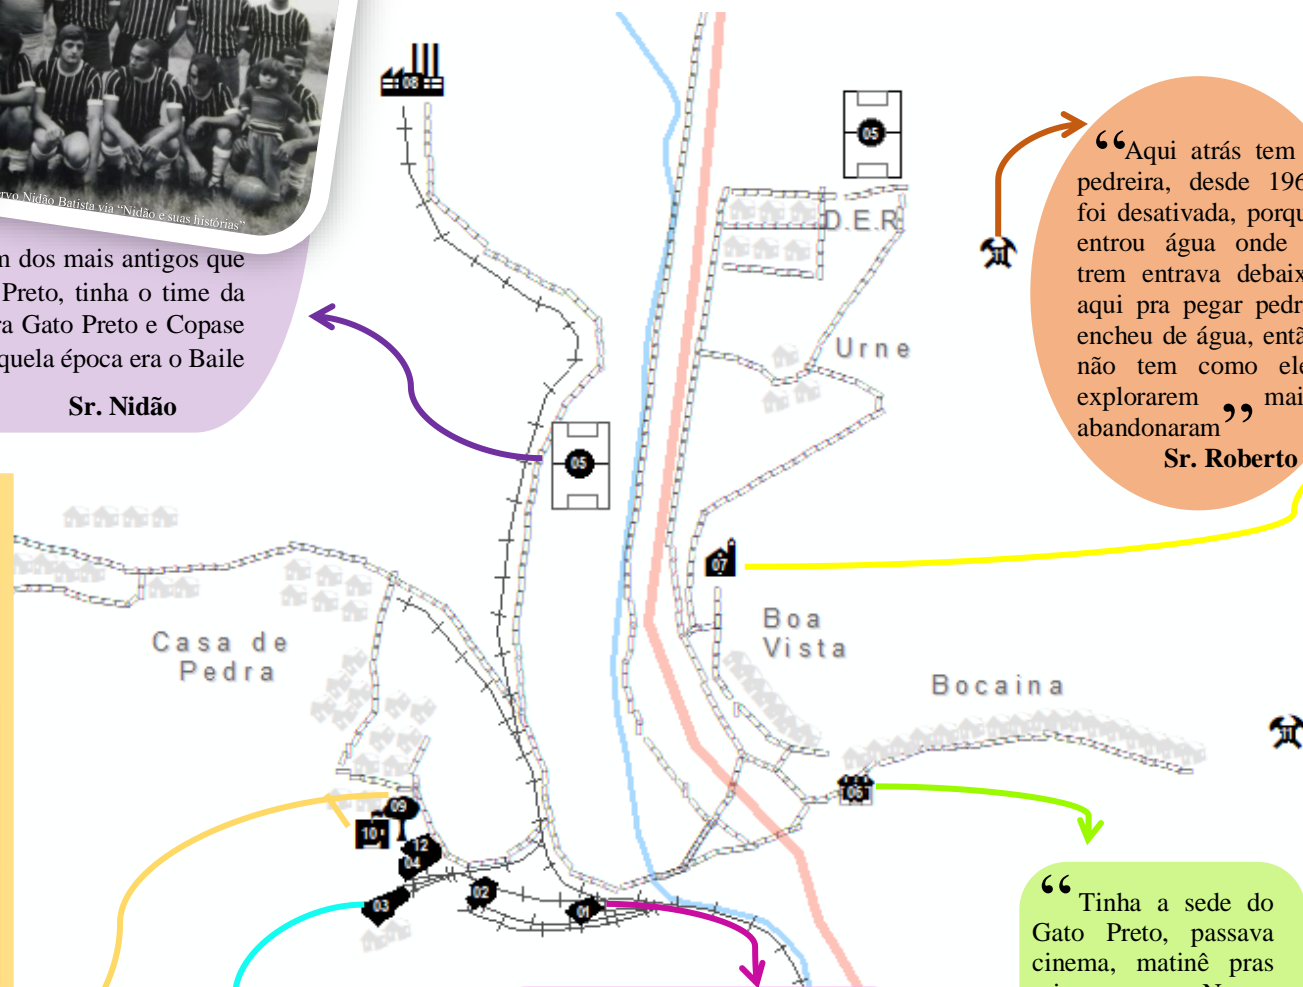 rvo Nidão Batista via “Nidão e suas histórias”
dos mais antigos que
Preto, tinha o time da
Gato Preto e Copase
época era o Baile
Sr. Nidão
08
05
D.E.R
“Aqui atrás tem
pedreira, desde 196
foi desativada, porqu
entrou água onde
trem entrava debaix
aqui pra pegar pedr
encheu de água, entã
não tem como ele
explorarem mai
abandonaram”
Sr. Roberto
11
Urne
05
07
Casa de
Pedra
Boa
Vista
Bocaina
11
06
09
10
12
04
03
02
01
“Tinha a sede do
Gato Preto, passava
cinema, matinê pras